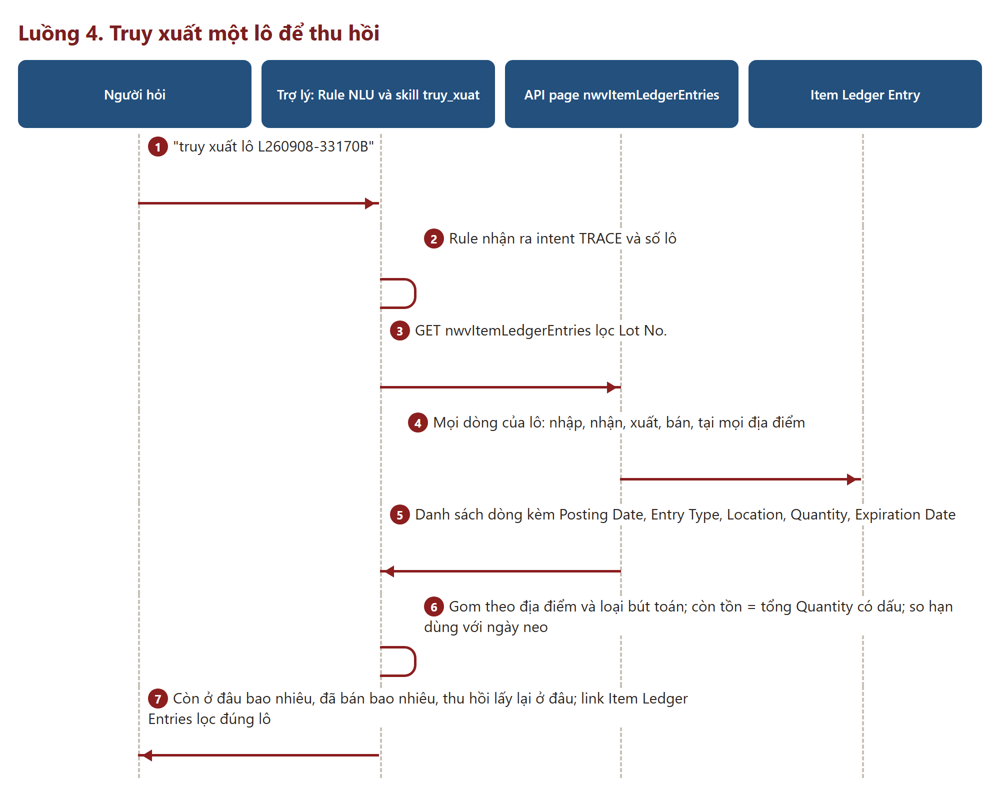 Luồng 4. Truy xuất một lô để thu hồi
Người hỏi
Trợ lý: Rule NLU và skill truy_xuat
API page nwvItemLedgerEntries
Item Ledger Entry
1 "truy xuất lô L260908-33170B"
2 Rule nhận ra intent TRACE và số lô
3 GET nwvItemLedgerEntries lọc Lot No.
4 Mọi dòng của lô: nhập, nhận, xuất, bán, tại mọi địa điểm
5 Danh sách dòng kèm Posting Date, Entry Type, Location, Quantity, Expiration Date
6 Gom theo địa điểm và loại bút toán; còn tồn = tổng Quantity có dấu; so hạn
dùng với ngày neo
7 Còn ở đâu bao nhiêu, đã bán bao nhiêu, thu hồi lấy lại ở đâu; link Item Ledger
Entries lọc đúng lô